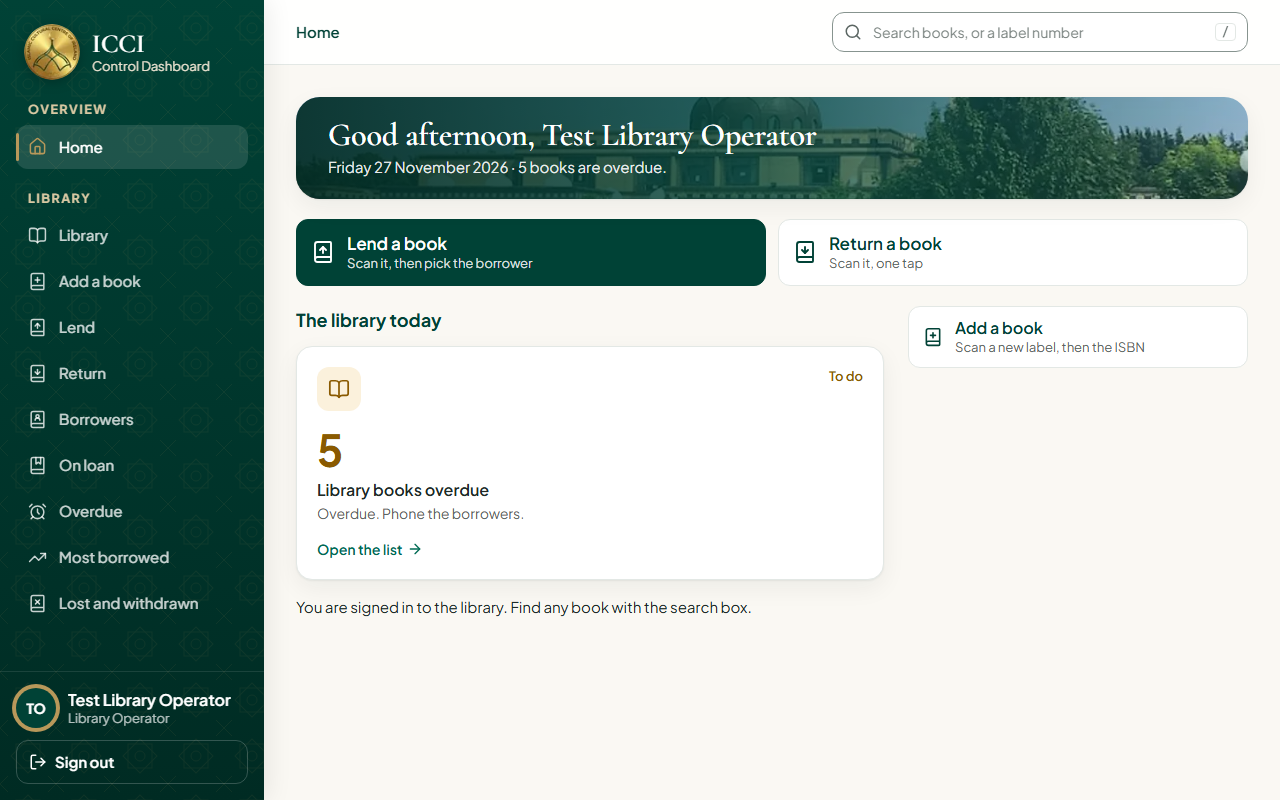 ICCI
Control Dashboard
OVERVIEW
Home
LIBRARY
Library
Add a book
Lend
Return
Borrowers
On loan
Overdue
Most borrowed
Lost and withdrawn
TO
Test Library Operator
Library Operator
Sign out
Home
Search books, or a label number
/
Good afternoon, Test Library Operator
Friday 27 November 2026 · 5 books are overdue.
Lend a book
Scan it, then pick the borrower
Return a book
Scan it, one tap
The library today
To do
5
Library books overdue
Overdue. Phone the borrowers.
Open the list →
Add a book
Scan a new label, then the ISBN
You are signed in to the library. Find any book with the search box.